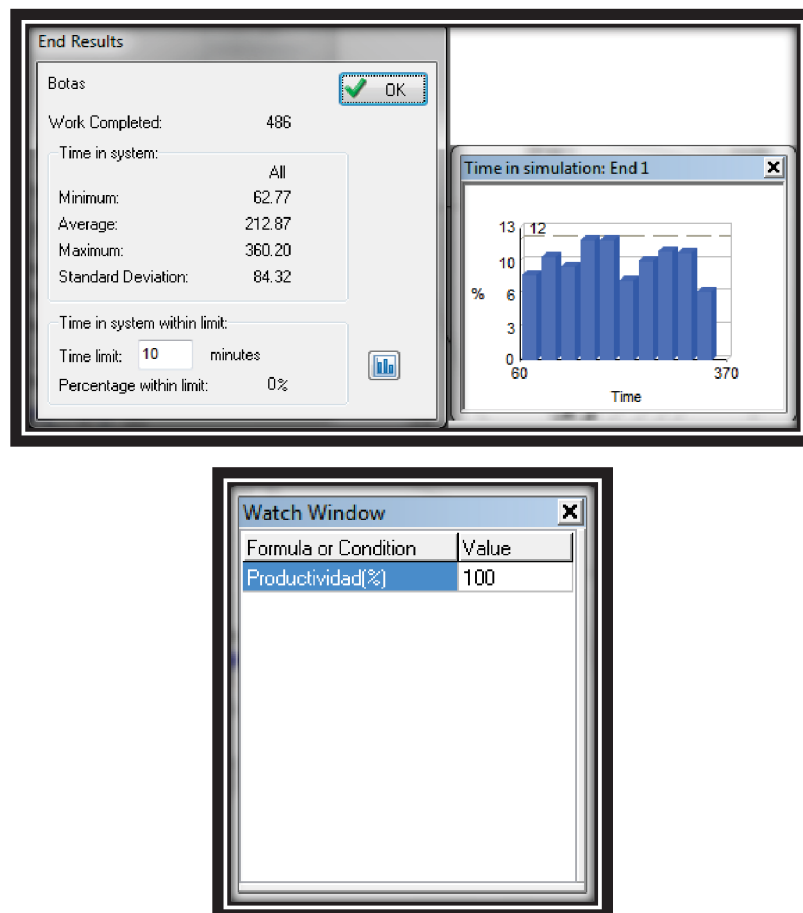 End Results
Botas
OK
Work Completed: 486
Time in system:
All
Minimum: 62.77
Average: 212.87
Maximum: 360.20
Standard Deviation: 84.32
Time in system within limit:
Time limit: 10 minutes
Percentage within limit: 0%
Time in simulation: End 1
13
12
10
%
6
3
0
60
370
Time
Watch Window
Formula or Condition Value
Productividad(%) 100